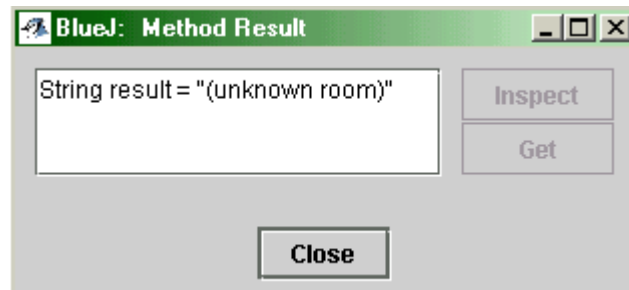 BlueJ: Method Result
String result = "(unknown room)"
Inspect
Get
Close